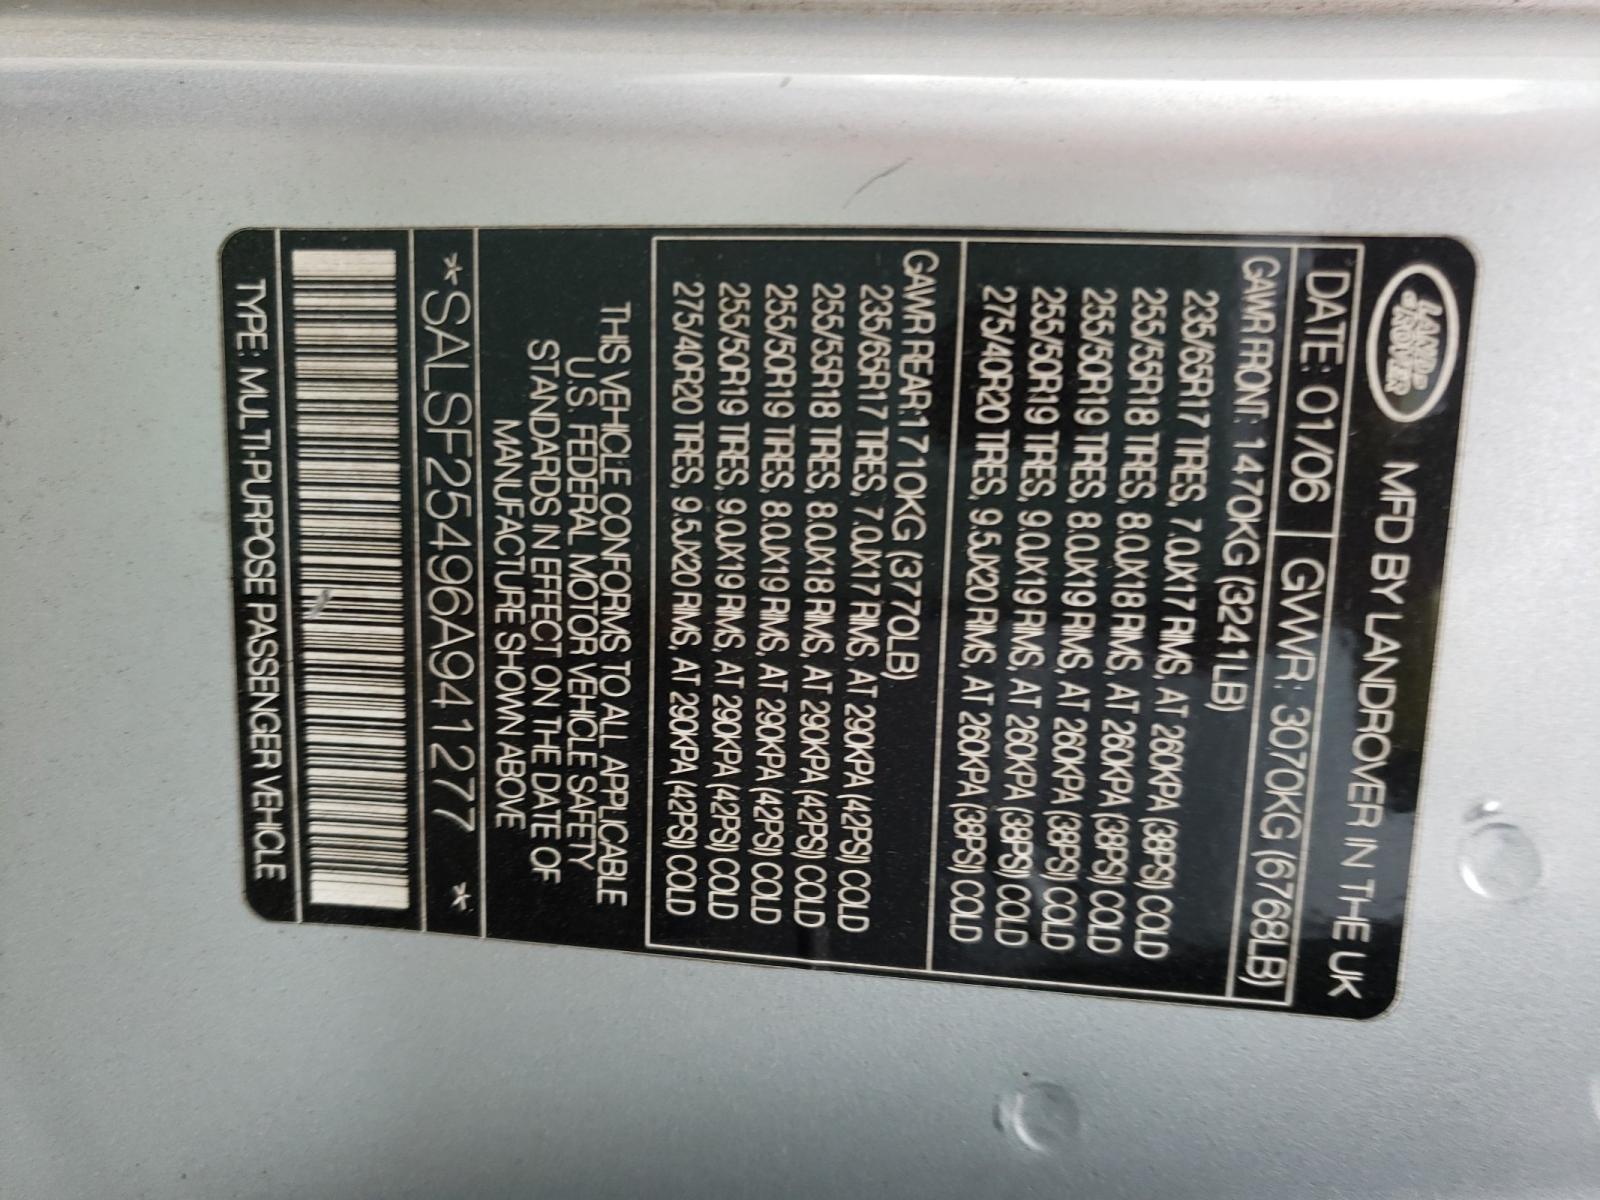 LAND ROVER
MFD BY LANDROVER IN THE UK
DATE: 01/06 GVWR: 3070KG (6768LB)
GAWR FRONT: 1470KG (3241LB)
235/65R17 TIRES, 7.0JX17 RIMS, AT 260KPA (38PSI) COLD
255/55R18 TIRES, 8.0JX18 RIMS, AT 260KPA (38PSI) COLD
255/50R19 TIRES, 8.0JX19 RIMS, AT 260KPA (38PSI) COLD
255/50R19 TIRES, 9.0JX19 RIMS, AT 260KPA (38PSI) COLD
275/40R20 TIRES, 9.5JX20 RIMS, AT 260KPA (38PSI) COLD
GAWR REAR:1710KG (3770LB)
235/65R17 TIRES, 7.0JX17 RIMS, AT 290KPA (42PSI) COLD
255/55R18 TIRES, 8.0JX18 RIMS, AT 290KPA (42PSI) COLD
255/50R19 TIRES, 8.0JX19 RIMS, AT 290KPA (42PSI) COLD
255/50R19 TIRES, 9.0JX19 RIMS, AT 290KPA (42PSI) COLD
275/40R20 TIRES, 9.5JX20 RIMS, AT 290KPA (42PSI) COLD
THIS VEHICLE CONFORMS TO ALL APPLICABLE
U.S. FEDERAL MOTOR VEHICLE SAFETY
STANDARDS IN EFFECT ON THE DATE OF
MANUFACTURE SHOWN ABOVE
*SALSF25496A941277 *
TYPE: MULTI-PURPOSE PASSENGER VEHICLE